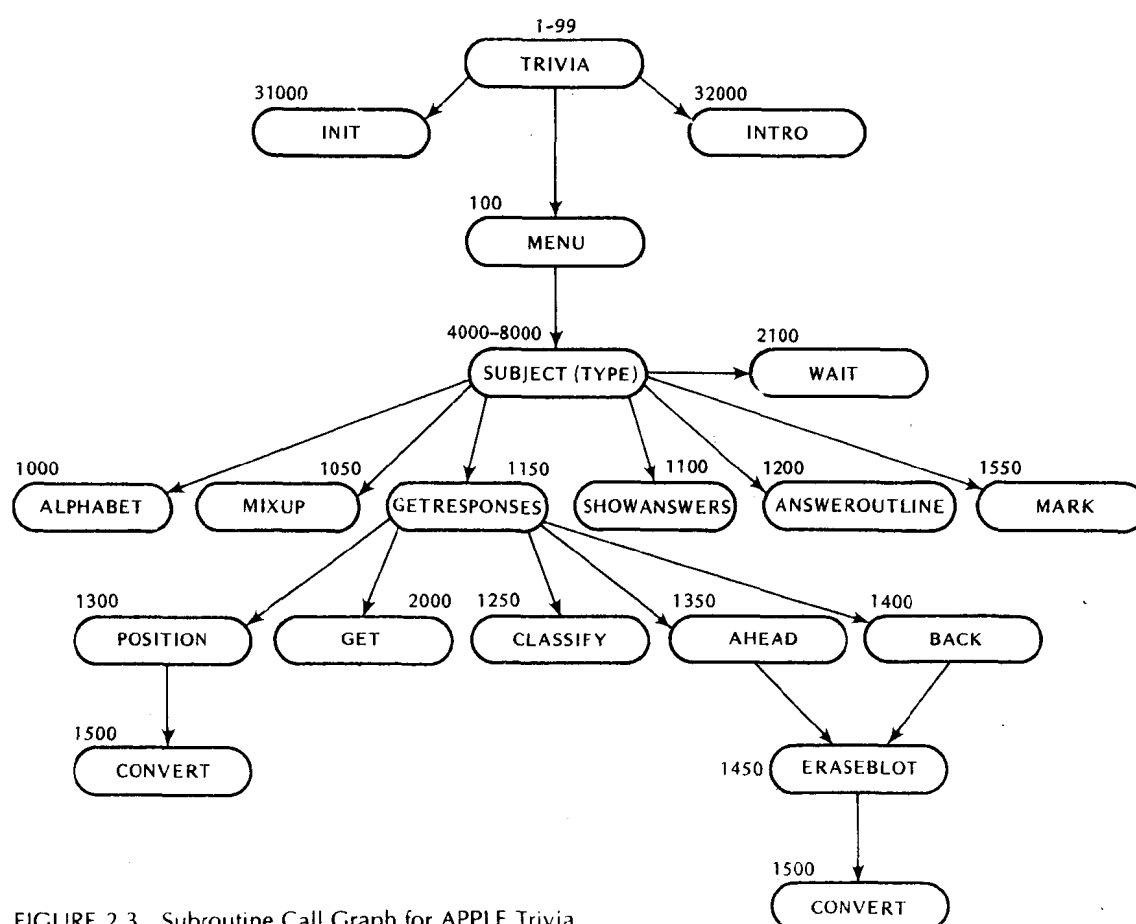 1-99
TRIVIA
31000
INIT
32000
INTRO
100
MENU
4000-8000
SUBJECT (TYPE)
2100
WAIT
1000
ALPHABET
1050
MIXUP
1150
GETRESPONSES
1100
SHOWANSWERS
1200
ANSWEROUTLINE
1550
MARK
1300
POSITION
2000
GET
1250
CLASSIFY
1350
AHEAD
1400
BACK
1500
CONVERT
1450
ERASEBLOT
1500
CONVERT
FIGURE 2.3 Subroutine Call Graph for APPLE Trivia